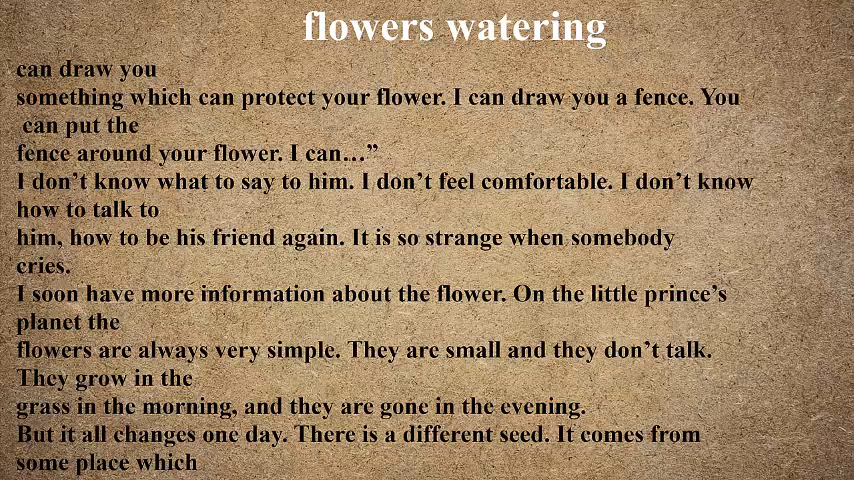 flowers watering
can draw you
something which can protect your flower. I can draw you a fence. You
can put the
fence around your flower. I can…”
I don’t know what to say to him. I don’t feel comfortable. I don’t know
how to talk to
him, how to be his friend again. It is so strange when somebody
cries.
I soon have more information about the flower. On the little prince’s
planet the
flowers are always very simple. They are small and they don’t talk.
They grow in the
grass in the morning, and they are gone in the evening.
But it all changes one day. There is a different seed. It comes from
some place which